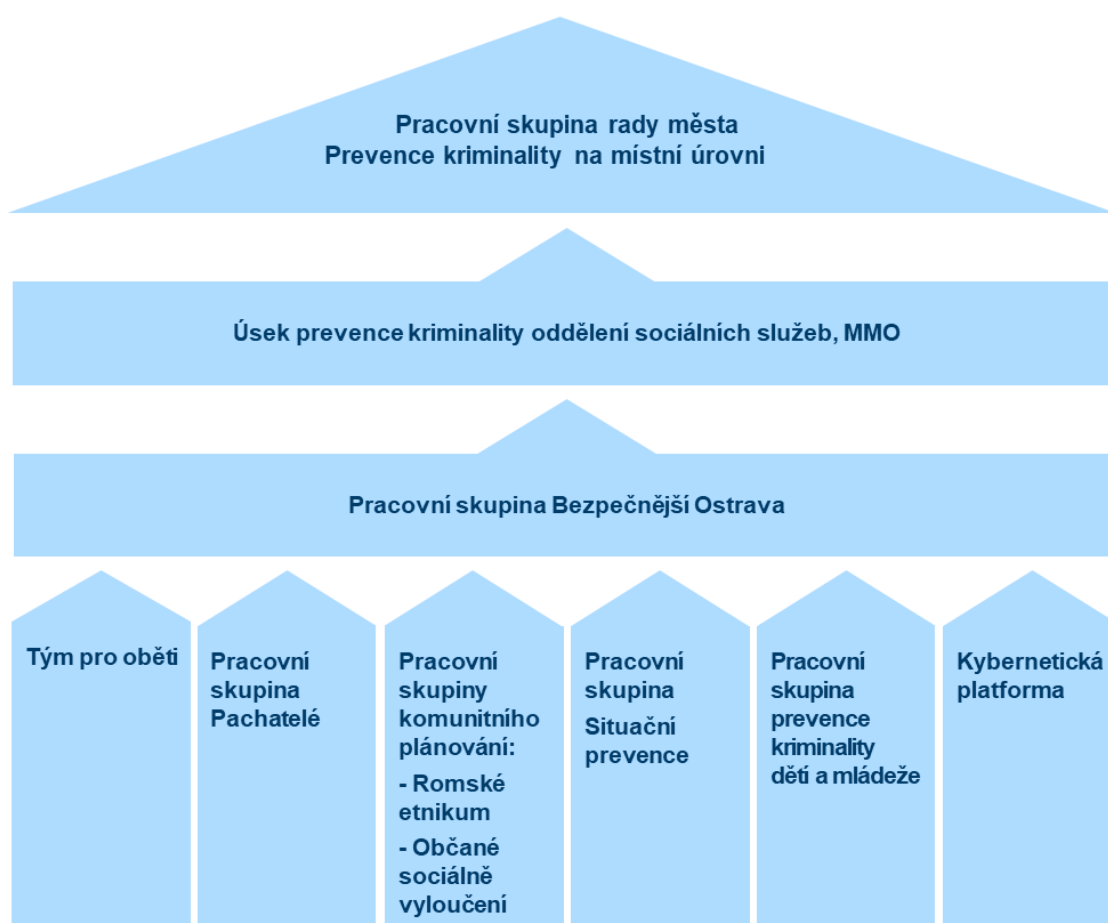 Pracovní skupina rady města
Prevence kriminality na místní úrovni
Úsek prevence kriminality oddělení sociálních služeb, MMO
Pracovní skupina Bezpečnější Ostrava
Tým pro oběti
Pracovní
skupina
Pachatelé
Pracovní
skupiny
komunitního
plánování:
- Romské
etnikum
- Občané
sociálně
vyloučení
Pracovní
skupina
Situační
prevence
Pracovní
skupina
prevence
kriminality
dětí a mládeže
Kybernetická
platforma